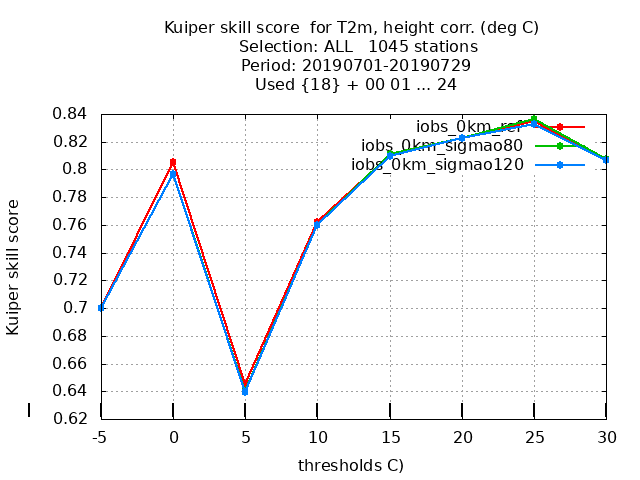 Kuiper skill score  for T2m, height corr. (deg C)
Selection: ALL   1045 stations
Period: 20190701-20190729
Used {18} + 00 01 ... 24
iobs_0km_ref
iobs_0km_sigmao80
iobs_0km_sigmao120
Kuiper skill score
0.84
0.82
0.8
0.78
0.76
0.74
0.72
0.7
0.68
0.66
0.64
0.62
-5 0 5 10 15 20 25 30
thresholds C)